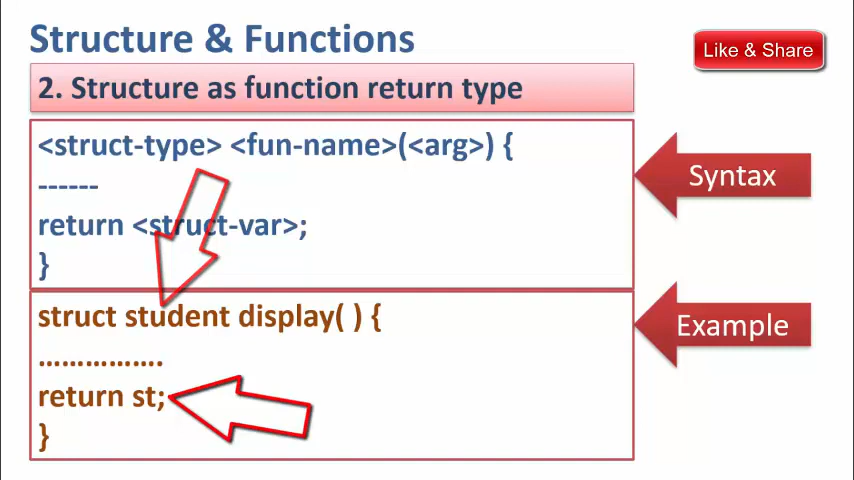 Structure & Functions
Like & Share
2. Structure as function return type
<struct-type> <fun-name>(<arg>) {
------
return <struct-var>;
}
Syntax
struct student display( ) {
................
return st;
}
Example